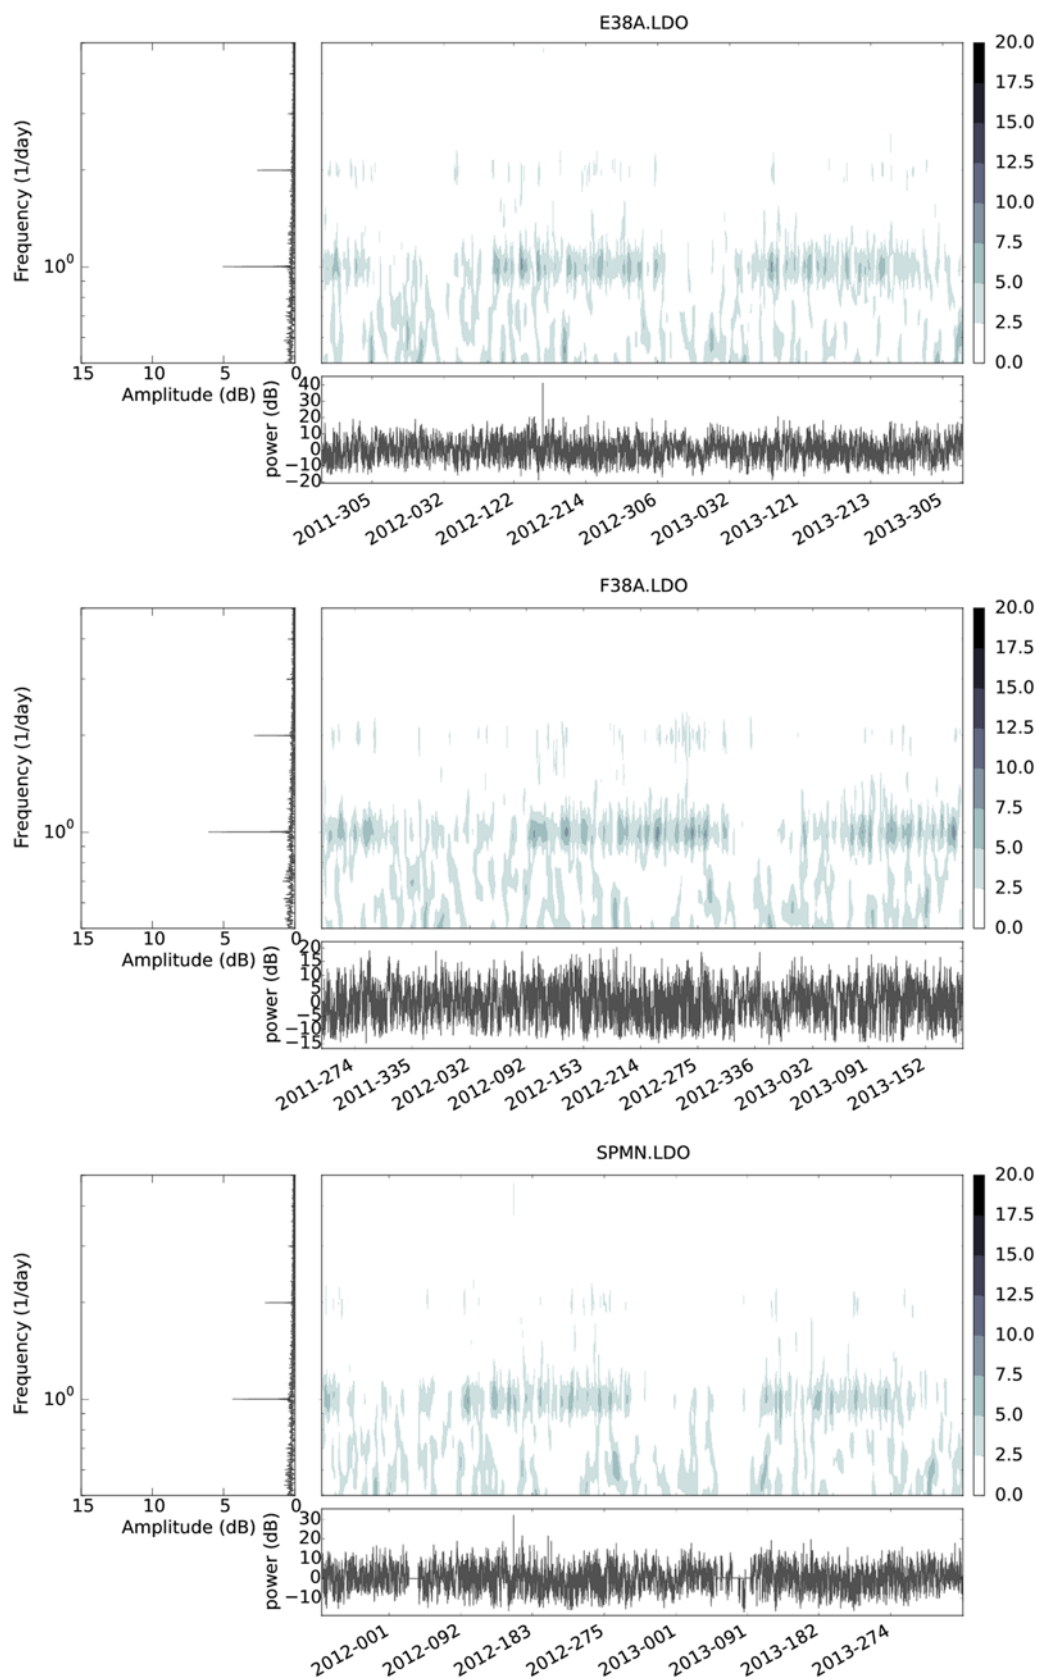 E38A.LDO
Frequency (1/day)
10⁰
15 10 5 0
Amplitude (dB)
20.0
17.5
15.0
12.5
10.0
7.5
5.0
2.5
0.0
power (dB)
40
30
20
10
0
−10
−20
2011-305 2012-032 2012-122 2012-214 2012-306 2013-032 2013-121 2013-213 2013-305
F38A.LDO
Frequency (1/day)
10⁰
15 10 5 0
Amplitude (dB)
20.0
17.5
15.0
12.5
10.0
7.5
5.0
2.5
0.0
power (dB)
20
15
10
5
0
−5
−10
−15
2011-274 2011-335 2012-032 2012-092 2012-153 2012-214 2012-275 2012-336 2013-032 2013-091 2013-152
SPMN.LDO
Frequency (1/day)
10⁰
15 10 5 0
Amplitude (dB)
20.0
17.5
15.0
12.5
10.0
7.5
5.0
2.5
0.0
power (dB)
30
20
10
0
−10
2012-001 2012-092 2012-183 2012-275 2013-001 2013-091 2013-182 2013-274